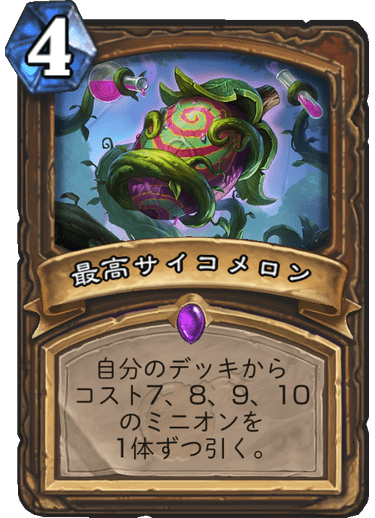 4
最高サイコメロン
自分のデッキから
コスト7、8、9、10
のミニオンを
1体ずつ引く。